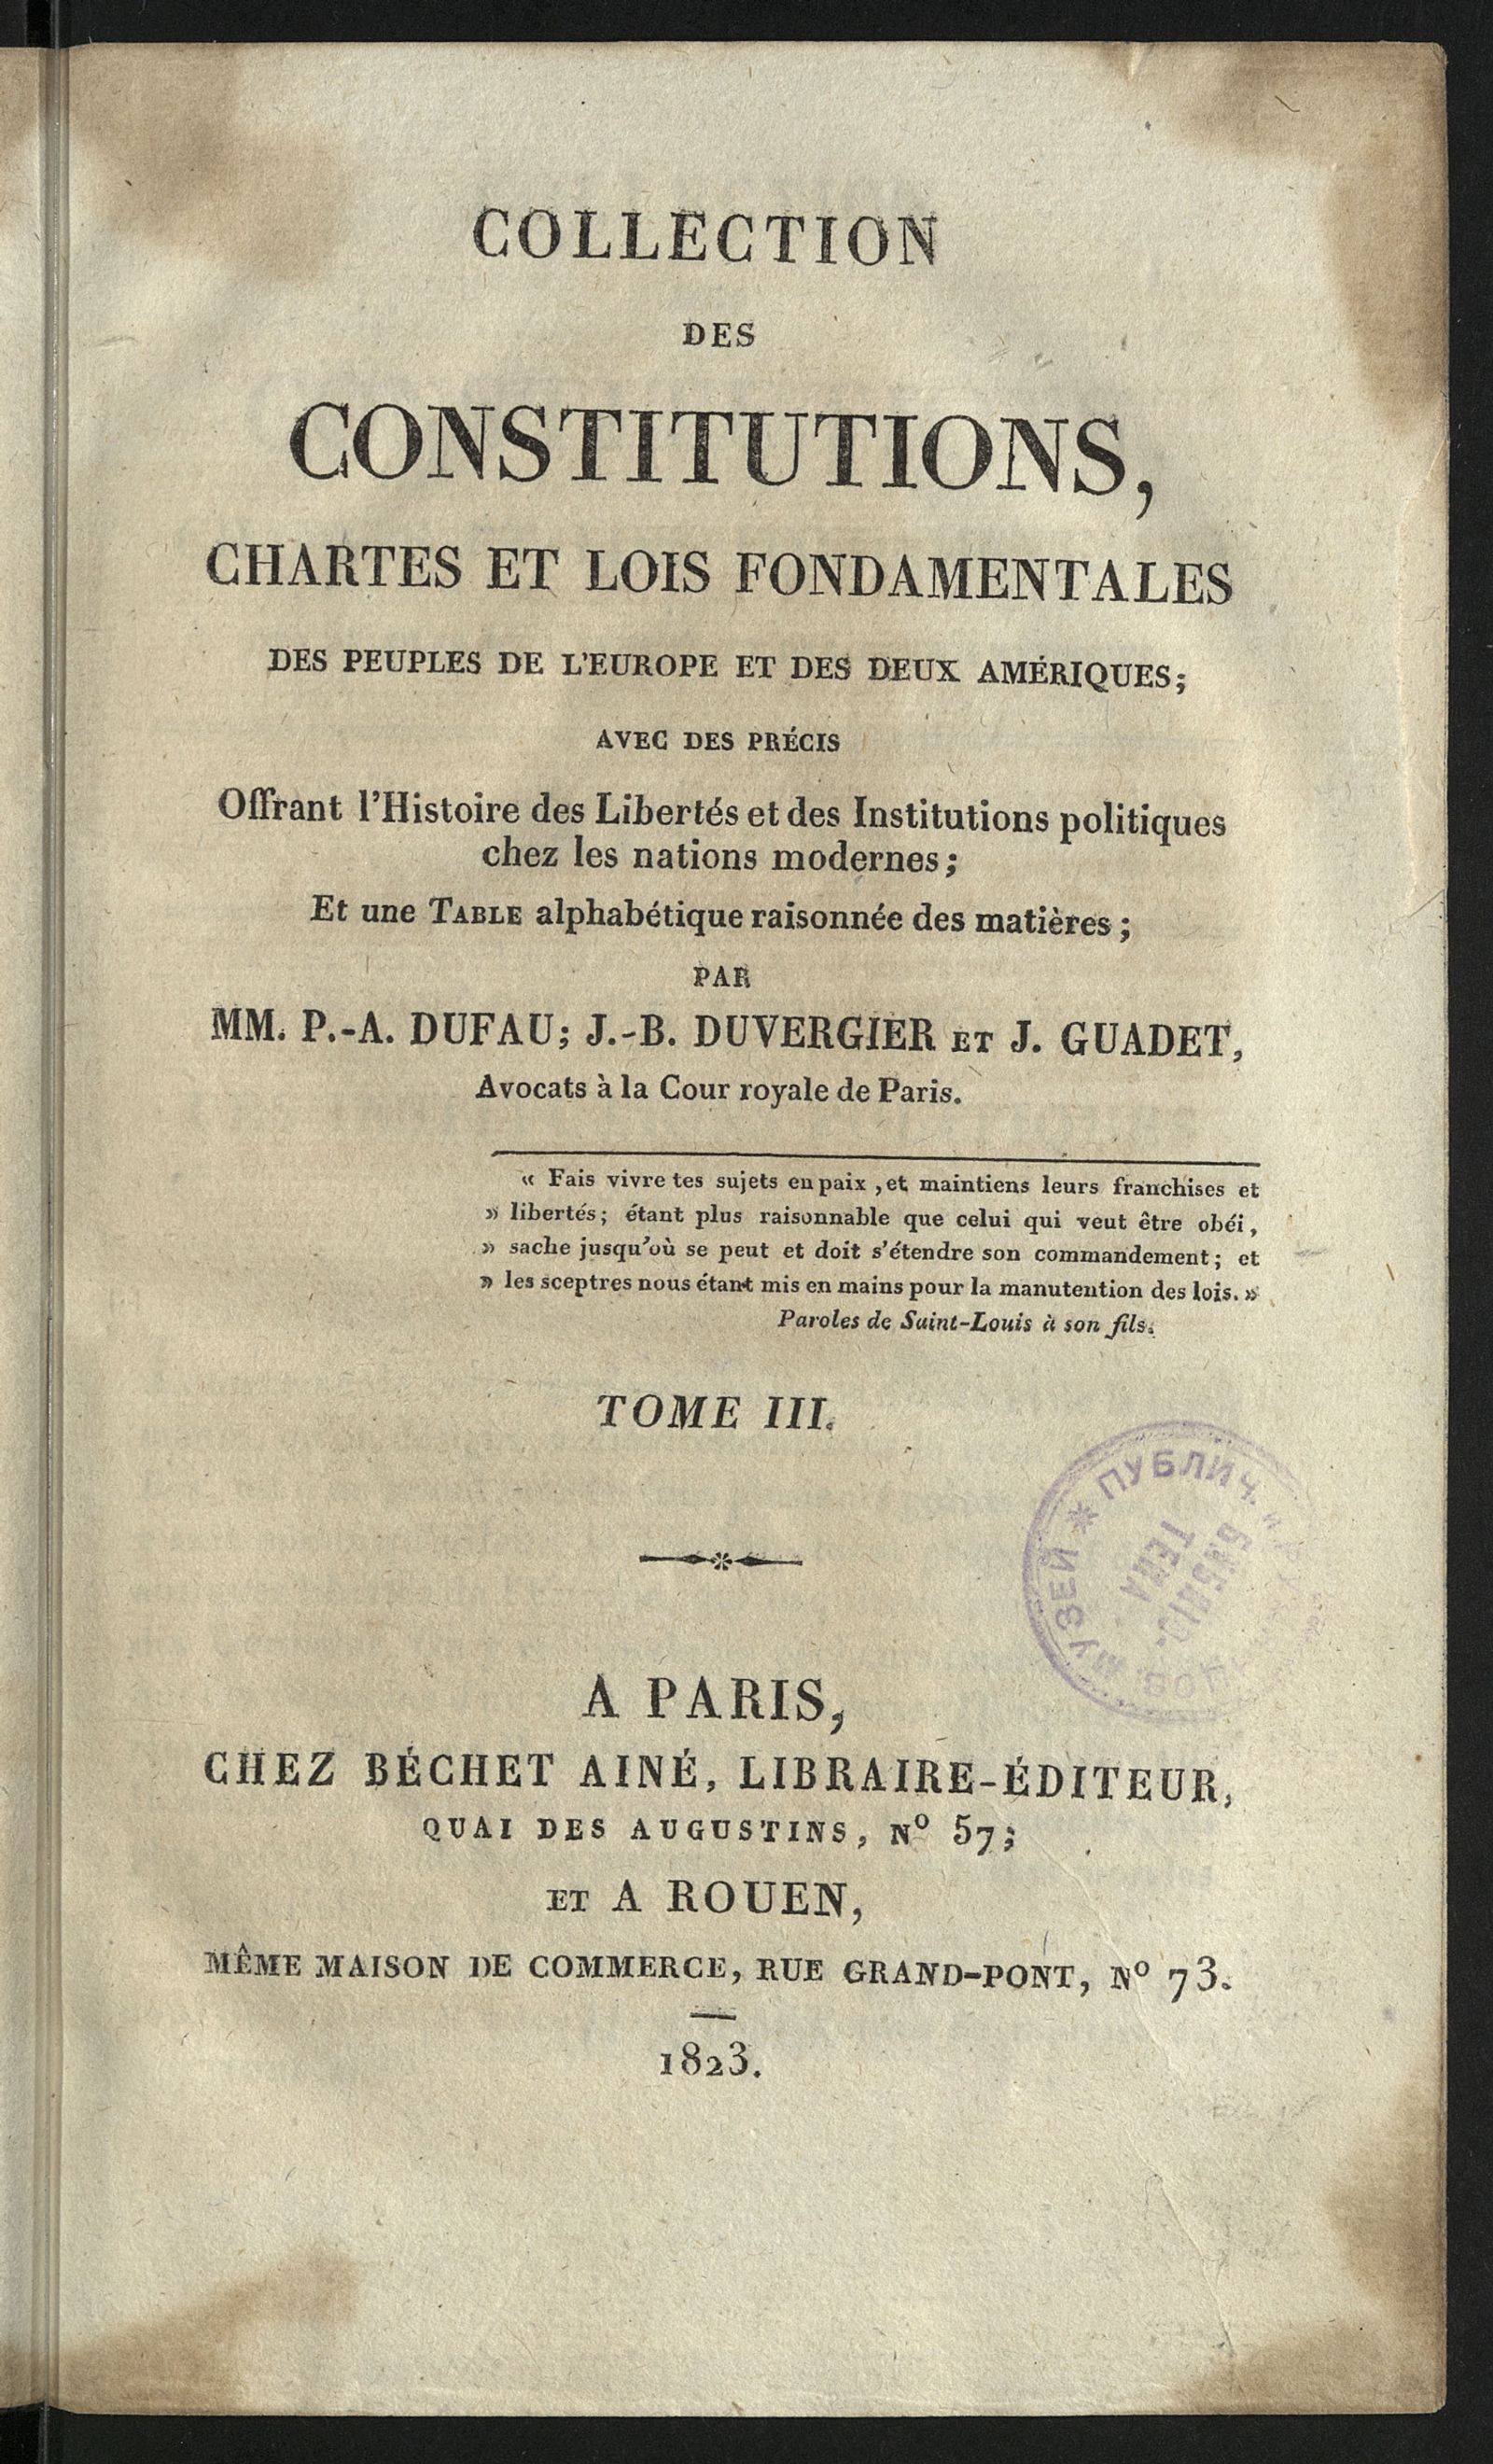 COLLECTION
DES
CONSTITUTIONS,
CHARTES ET LOIS FONDAMENTALES
DES PEUPLES DE L'EUROPE ET DES DEUX AMÉRIQUES;
AVEC DES PRÉCIS
Offrant l'Histoire des Libertés et des Institutions politiques
chez les nations modernes;
Et une TABLE alphabétique raisonnée des matières;
PAR
MM. P.-A. DUFAU; J.-B. DUVERGIER ET J. GUADET,
Avocats à la Cour royale de Paris.
« Fais vivre tes sujets en paix, et maintiens leurs franchises et
» libertés; étant plus raisonnable que celui qui veut être obéi,
» sache jusqu'où se peut et doit s'étendre son commandement; et
» les sceptres nous étant mis en mains pour la manutention des lois. »
Paroles de Saint-Louis à son fils.
TOME III.
МУЗЕЙ * ПУБЛИЧ.
БИБЛІО-
ТЕКА
A PARIS,
CHEZ BÉCHET AINÉ, LIBRAIRE-ÉDITEUR,
QUAI DES AUGUSTINS, Nº 57;
ET A ROUEN,
MÊME MAISON DE COMMERCE, RUE GRAND-PONT, Nº 73.
1823.